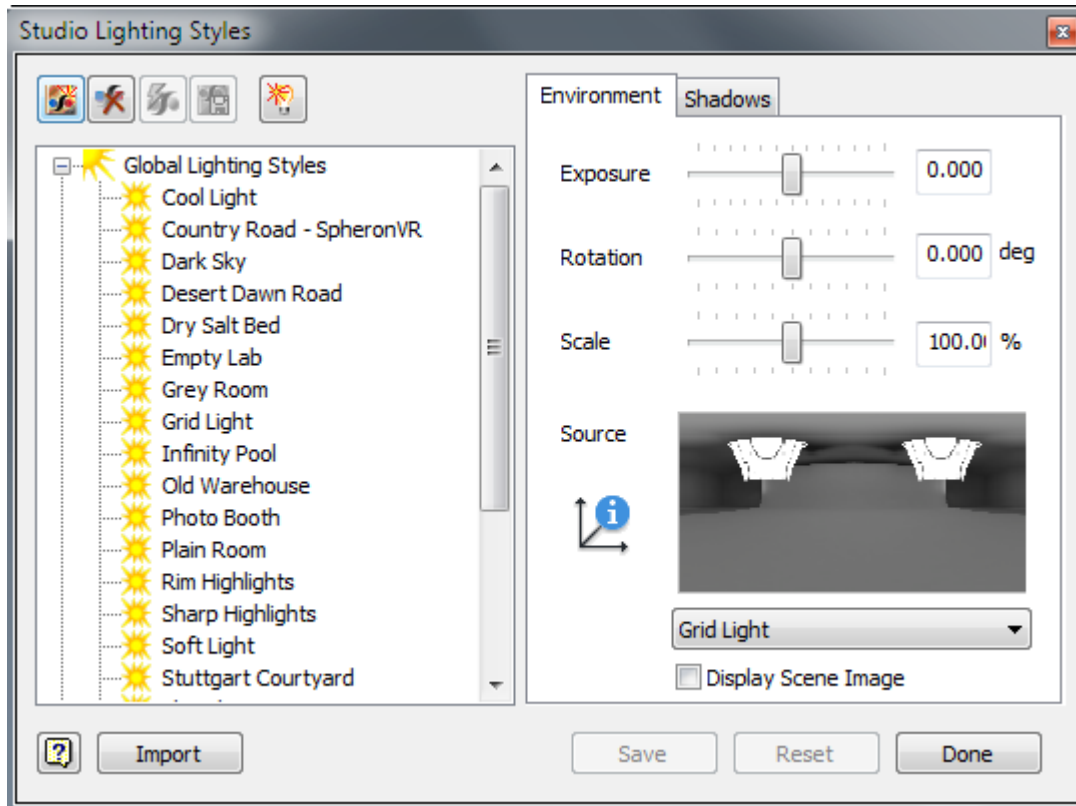 Studio Lighting Styles
Global Lighting Styles
Cool Light
Country Road - SpheronVR
Dark Sky
Desert Dawn Road
Dry Salt Bed
Empty Lab
Grey Room
Grid Light
Infinity Pool
Old Warehouse
Photo Booth
Plain Room
Rim Highlights
Sharp Highlights
Soft Light
Stuttgart Courtyard
Environment
Shadows
Exposure
0.000
Rotation
0.000 deg
Scale
100.0 %
Source
Grid Light
Display Scene Image
?
Import
Save
Reset
Done